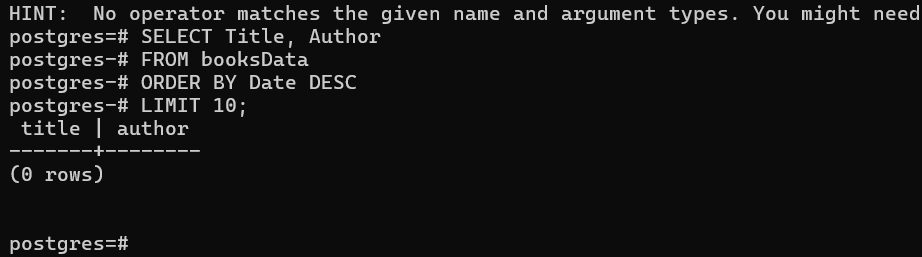 HINT:  No operator matches the given name and argument types. You might need
postgres=# SELECT Title, Author
postgres-# FROM booksData
postgres-# ORDER BY Date DESC
postgres-# LIMIT 10;
 title | author
-------+--------
(0 rows)
postgres=#